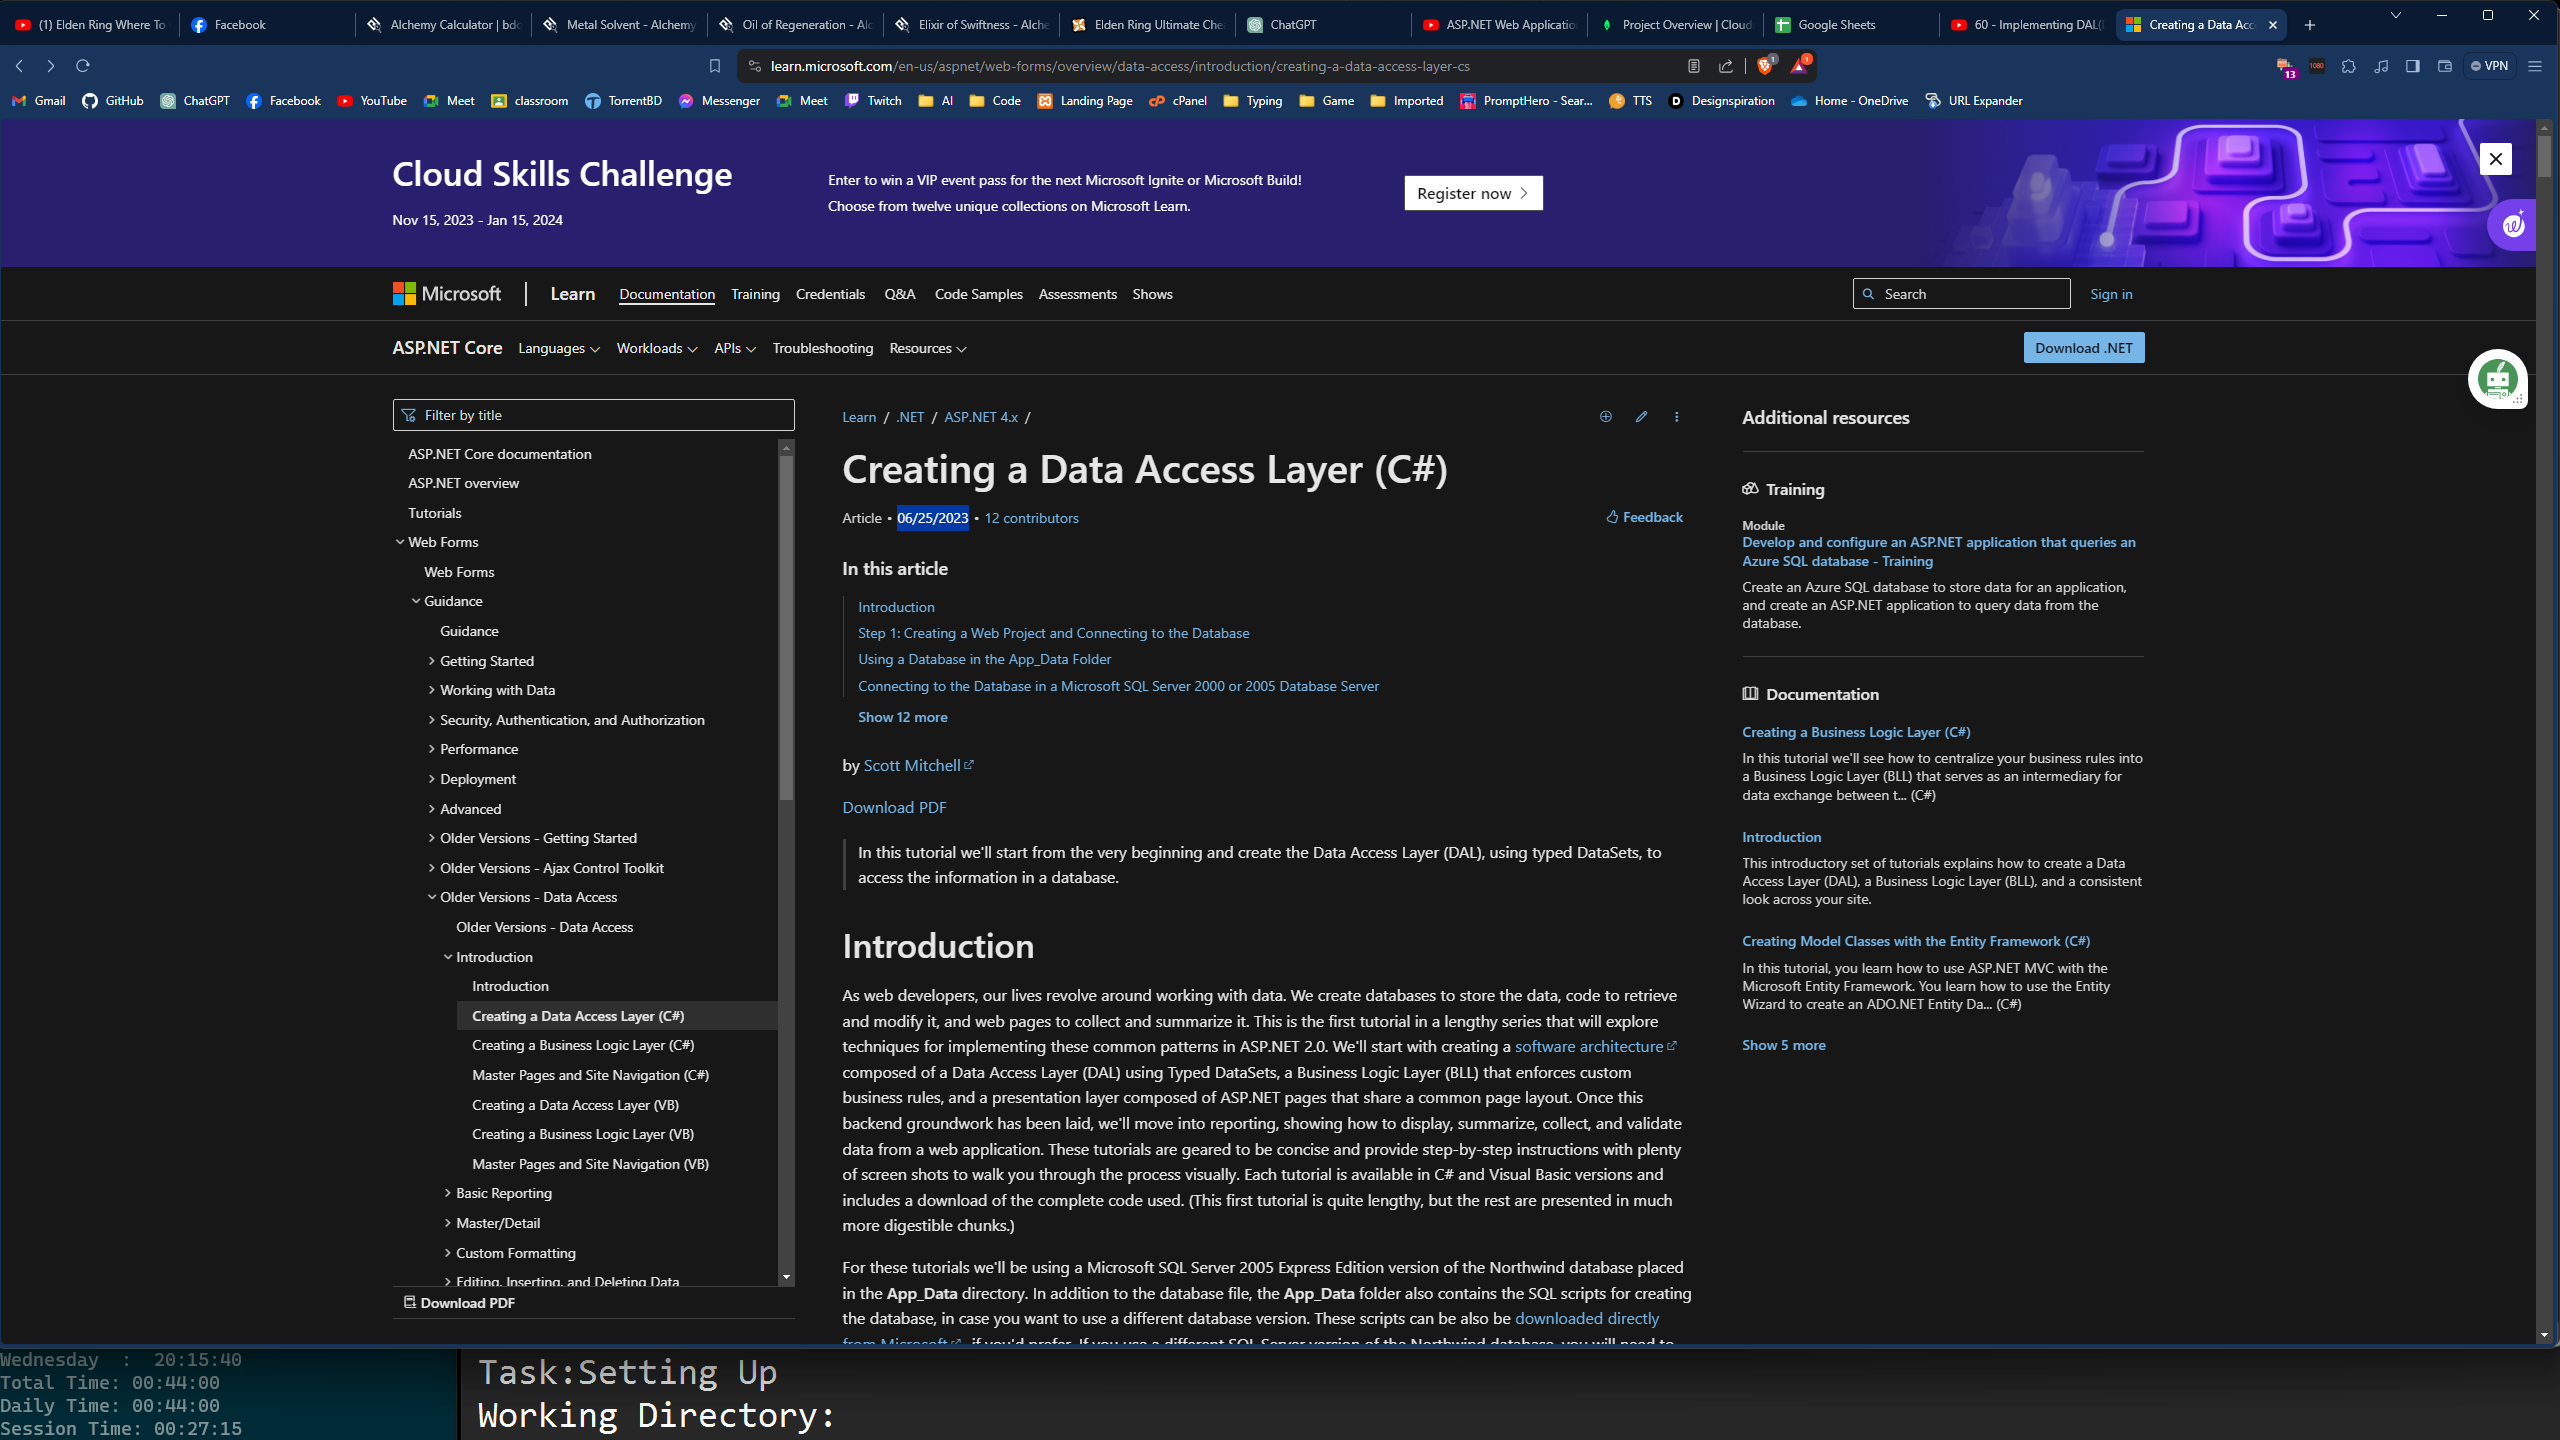 (1) Elden Ring Where To
Facebook
Alchemy Calculator | bdo
Metal Solvent - Alchemy
Oil of Regeneration - Alc
Elixir of Swiftness - Alche
Elden Ring Ultimate Chea
ChatGPT
ASP.NET Web Application
Project Overview | Cloud
Google Sheets
60 - Implementing DAL(
Creating a Data Acc
learn.microsoft.com/en-us/aspnet/web-forms/overview/data-access/introduction/creating-a-data-access-layer-cs
1
1
13
1080
VPN
Gmail
GitHub
ChatGPT
Facebook
YouTube
Meet
classroom
TorrentBD
Messenger
Meet
Twitch
AI
Code
Landing Page
cPanel
Typing
Game
Imported
PromptHero - Sear...
TTS
Designspiration
Home - OneDrive
URL Expander
Cloud Skills Challenge
Nov 15, 2023 - Jan 15, 2024
Enter to win a VIP event pass for the next Microsoft Ignite or Microsoft Build!
Choose from twelve unique collections on Microsoft Learn.
Register now
Microsoft
Learn
Documentation
Training
Credentials
Q&A
Code Samples
Assessments
Shows
Search
Sign in
ASP.NET Core
Languages
Workloads
APIs
Troubleshooting
Resources
Download .NET
Filter by title
ASP.NET Core documentation
ASP.NET overview
Tutorials
Web Forms
Web Forms
Guidance
Guidance
Getting Started
Working with Data
Security, Authentication, and Authorization
Performance
Deployment
Advanced
Older Versions - Getting Started
Older Versions - Ajax Control Toolkit
Older Versions - Data Access
Older Versions - Data Access
Introduction
Introduction
Creating a Data Access Layer (C#)
Creating a Business Logic Layer (C#)
Master Pages and Site Navigation (C#)
Creating a Data Access Layer (VB)
Creating a Business Logic Layer (VB)
Master Pages and Site Navigation (VB)
Basic Reporting
Master/Detail
Custom Formatting
Editing, Inserting, and Deleting Data
Download PDF
Learn / .NET / ASP.NET 4.x /
Creating a Data Access Layer (C#)
Article • 06/25/2023 • 12 contributors
Feedback
In this article
Introduction
Step 1: Creating a Web Project and Connecting to the Database
Using a Database in the App_Data Folder
Connecting to the Database in a Microsoft SQL Server 2000 or 2005 Database Server
Show 12 more
by Scott Mitchell
Download PDF
In this tutorial we'll start from the very beginning and create the Data Access Layer (DAL), using typed DataSets, to
access the information in a database.
Introduction
As web developers, our lives revolve around working with data. We create databases to store the data, code to retrieve
and modify it, and web pages to collect and summarize it. This is the first tutorial in a lengthy series that will explore
techniques for implementing these common patterns in ASP.NET 2.0. We'll start with creating a software architecture
composed of a Data Access Layer (DAL) using Typed DataSets, a Business Logic Layer (BLL) that enforces custom
business rules, and a presentation layer composed of ASP.NET pages that share a common page layout. Once this
backend groundwork has been laid, we'll move into reporting, showing how to display, summarize, collect, and validate
data from a web application. These tutorials are geared to be concise and provide step-by-step instructions with plenty
of screen shots to walk you through the process visually. Each tutorial is available in C# and Visual Basic versions and
includes a download of the complete code used. (This first tutorial is quite lengthy, but the rest are presented in much
more digestible chunks.)
For these tutorials we'll be using a Microsoft SQL Server 2005 Express Edition version of the Northwind database placed
in the App_Data directory. In addition to the database file, the App_Data folder also contains the SQL scripts for creating
the database, in case you want to use a different database version. These scripts can be also be downloaded directly
from Microsoft, if you'd prefer. If you use a different SQL Server version of the Northwind database, you will need to
Additional resources
Training
Module
Develop and configure an ASP.NET application that queries an
Azure SQL database - Training
Create an Azure SQL database to store data for an application,
and create an ASP.NET application to query data from the
database.
Documentation
Creating a Business Logic Layer (C#)
In this tutorial we'll see how to centralize your business rules into
a Business Logic Layer (BLL) that serves as an intermediary for
data exchange between t... (C#)
Introduction
This introductory set of tutorials explains how to create a Data
Access Layer (DAL), a Business Logic Layer (BLL), and a consistent
look across your site.
Creating Model Classes with the Entity Framework (C#)
In this tutorial, you learn how to use ASP.NET MVC with the
Microsoft Entity Framework. You learn how to use the Entity
Wizard to create an ADO.NET Entity Da... (C#)
Show 5 more
Wednesday : 20:15:40
Total Time: 00:44:00
Daily Time: 00:44:00
Session Time: 00:27:15
Task:Setting Up
Working Directory: